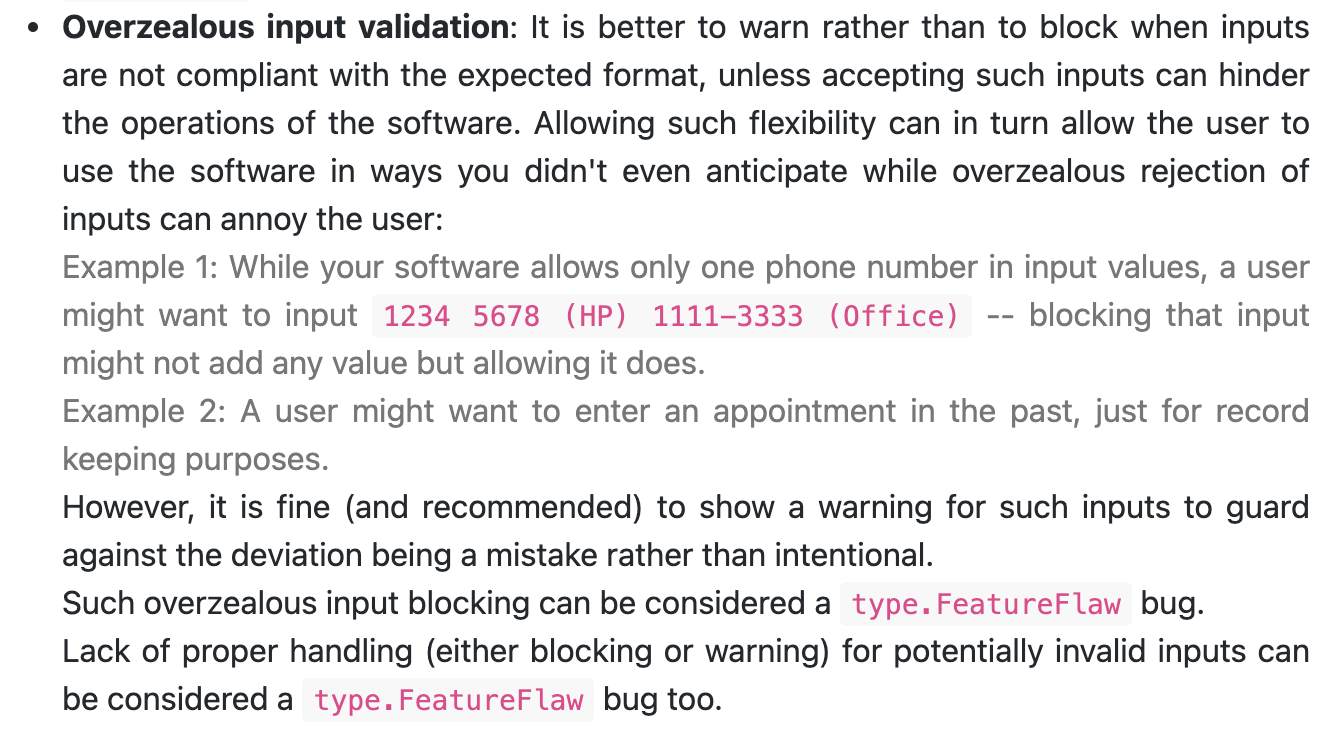 • Overzealous input validation: It is better to warn rather than to block when inputs
are not compliant with the expected format, unless accepting such inputs can hinder
the operations of the software. Allowing such flexibility can in turn allow the user to
use the software in ways you didn't even anticipate while overzealous rejection of
inputs can annoy the user:
Example 1: While your software allows only one phone number in input values, a user
might want to input 1234 5678 (HP) 1111-3333 (Office) -- blocking that input
might not add any value but allowing it does.
Example 2: A user might want to enter an appointment in the past, just for record
keeping purposes.
However, it is fine (and recommended) to show a warning for such inputs to guard
against the deviation being a mistake rather than intentional.
Such overzealous input blocking can be considered a type.FeatureFlaw bug.
Lack of proper handling (either blocking or warning) for potentially invalid inputs can
be considered a type.FeatureFlaw bug too.